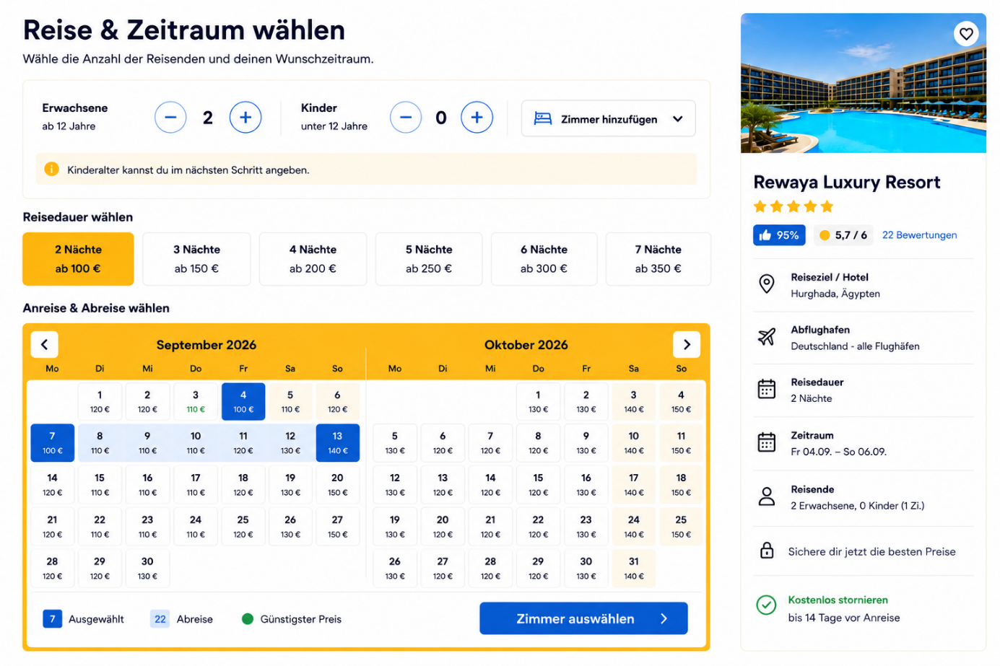 Reise & Zeitraum wählen
Wähle die Anzahl der Reisenden und deinen Wunschzeitraum.
Erwachsene
ab 12 Jahre
2
Kinder
unter 12 Jahre
0
Zimmer hinzufügen
Kinderalter kannst du im nächsten Schritt angeben.
Reisedauer wählen
2 Nächte
ab 100 €
3 Nächte
ab 150 €
4 Nächte
ab 200 €
5 Nächte
ab 250 €
6 Nächte
ab 300 €
7 Nächte
ab 350 €
Anreise & Abreise wählen
September 2026
Mo Di Mi Do Fr Sa So
1 2 3 4 5 6
120 € 120 € 110 € 100 € 110 € 120 €
7 8 9 10 11 12 13
100 € 110 € 110 € 110 € 120 € 130 € 140 €
14 15 16 17 18 19 20
120 € 110 € 110 € 110 € 120 € 130 € 150 €
21 22 23 24 25 26 27
120 € 110 € 110 € 110 € 120 € 130 € 150 €
28 29 30
120 € 120 € 130 €
Oktober 2026
Mo Di Mi Do Fr Sa So
1 2 3 4
130 € 130 € 140 € 150 €
5 6 7 8 9 10 11
130 € 120 € 120 € 120 € 130 € 140 € 150 €
12 13 14 15 16 17 18
130 € 120 € 120 € 120 € 130 € 140 € 150 €
19 20 21 22 23 24 25
130 € 120 € 120 € 120 € 130 € 140 € 150 €
26 27 28 29 30 31
130 € 120 € 120 € 120 € 130 € 140 €
7 Ausgewählt
22 Abreise
Günstigster Preis
Zimmer auswählen
Rewaya Luxury Resort
95%
5,7 / 6
22 Bewertungen
Reiseziel / Hotel
Hurghada, Ägypten
Abflughafen
Deutschland - alle Flughäfen
Reisedauer
2 Nächte
Zeitraum
Fr 04.09. – So 06.09.
Reisende
2 Erwachsene, 0 Kinder (1 Zi.)
Sichere dir jetzt die besten Preise
Kostenlos stornieren
bis 14 Tage vor Anreise